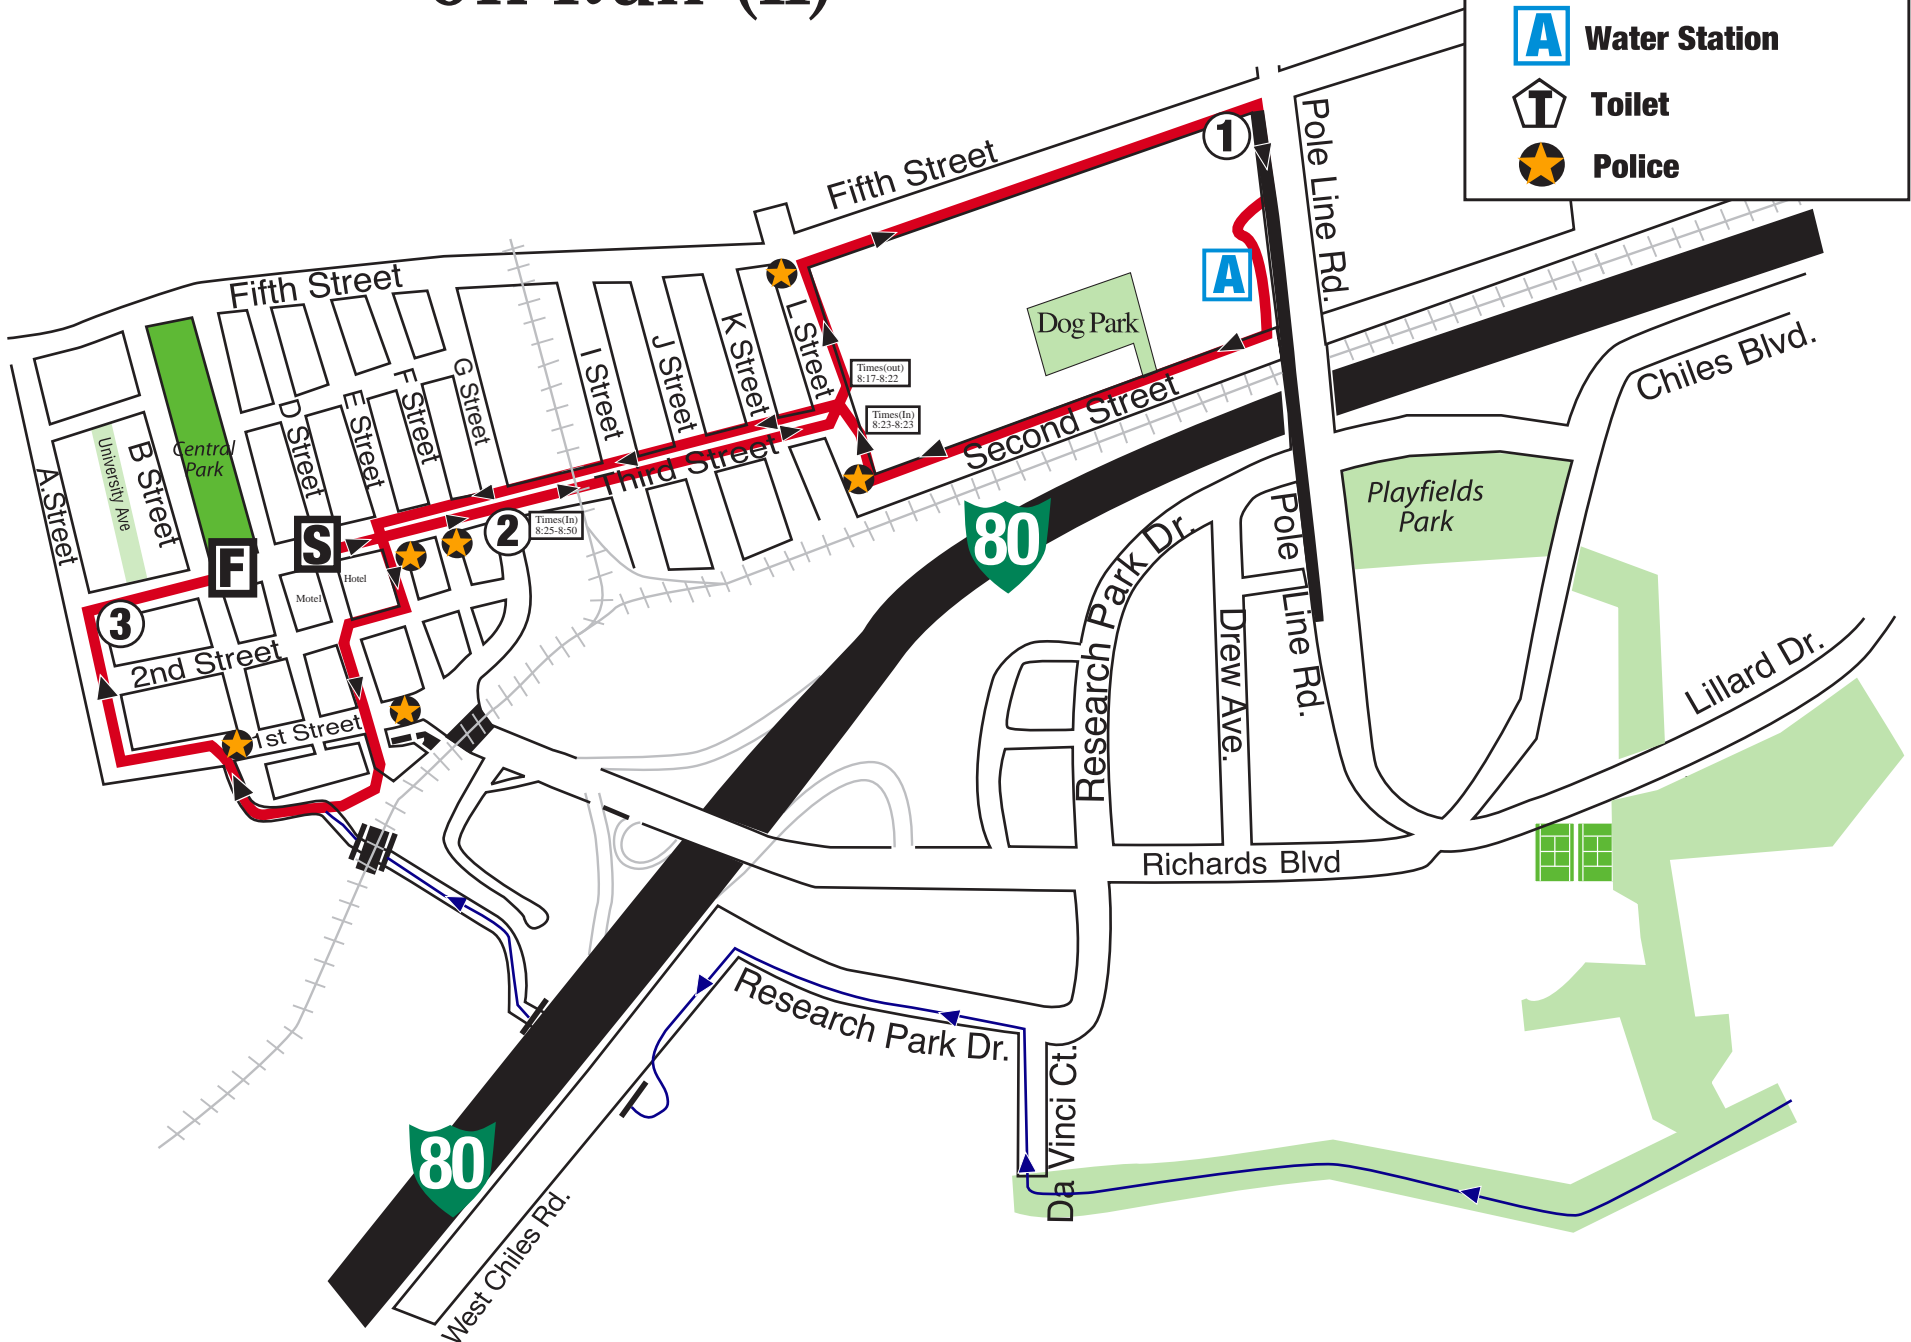 A Water Station
T Toilet
Police
Fifth Street
1
Pole Line Rd.
Fifth Street
A
Dog Park
L Street
K Street
J Street
I Street
G Street
F Street
E Street
D Street
Times(out)
8:17-8:22
Times(In)
8:23-8:23
Chiles Blvd.
Second Street
Third Street
Central
Park
B Street
University Ave
A.Street
S
F
2
Times(In)
8:25-8:50
80
Playfields
Park
Hotel
Motel
3
2nd Street
1st Street
Research Park Dr.
Pole
Line Rd.
Drew Ave.
Research
Lillard Dr.
Richards Blvd
Research Park Dr.
Da Vinci Ct.
80
West Chiles Rd.